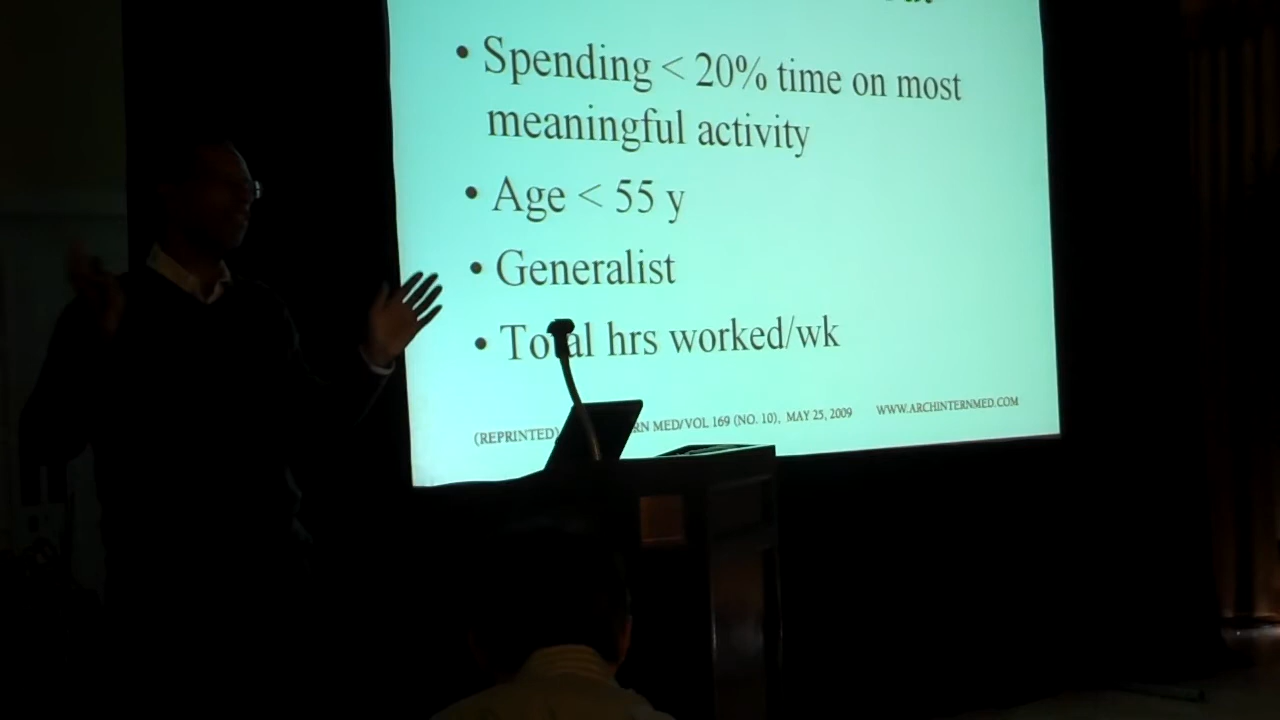 • Spending < 20% time on most
meaningful activity
• Age < 55 y
• Generalist
• Total hrs worked/wk
(REPRINTED) RN MED/VOL 169 (NO. 10), MAY 25, 2009 WWW.ARCHINTERNMED.COM